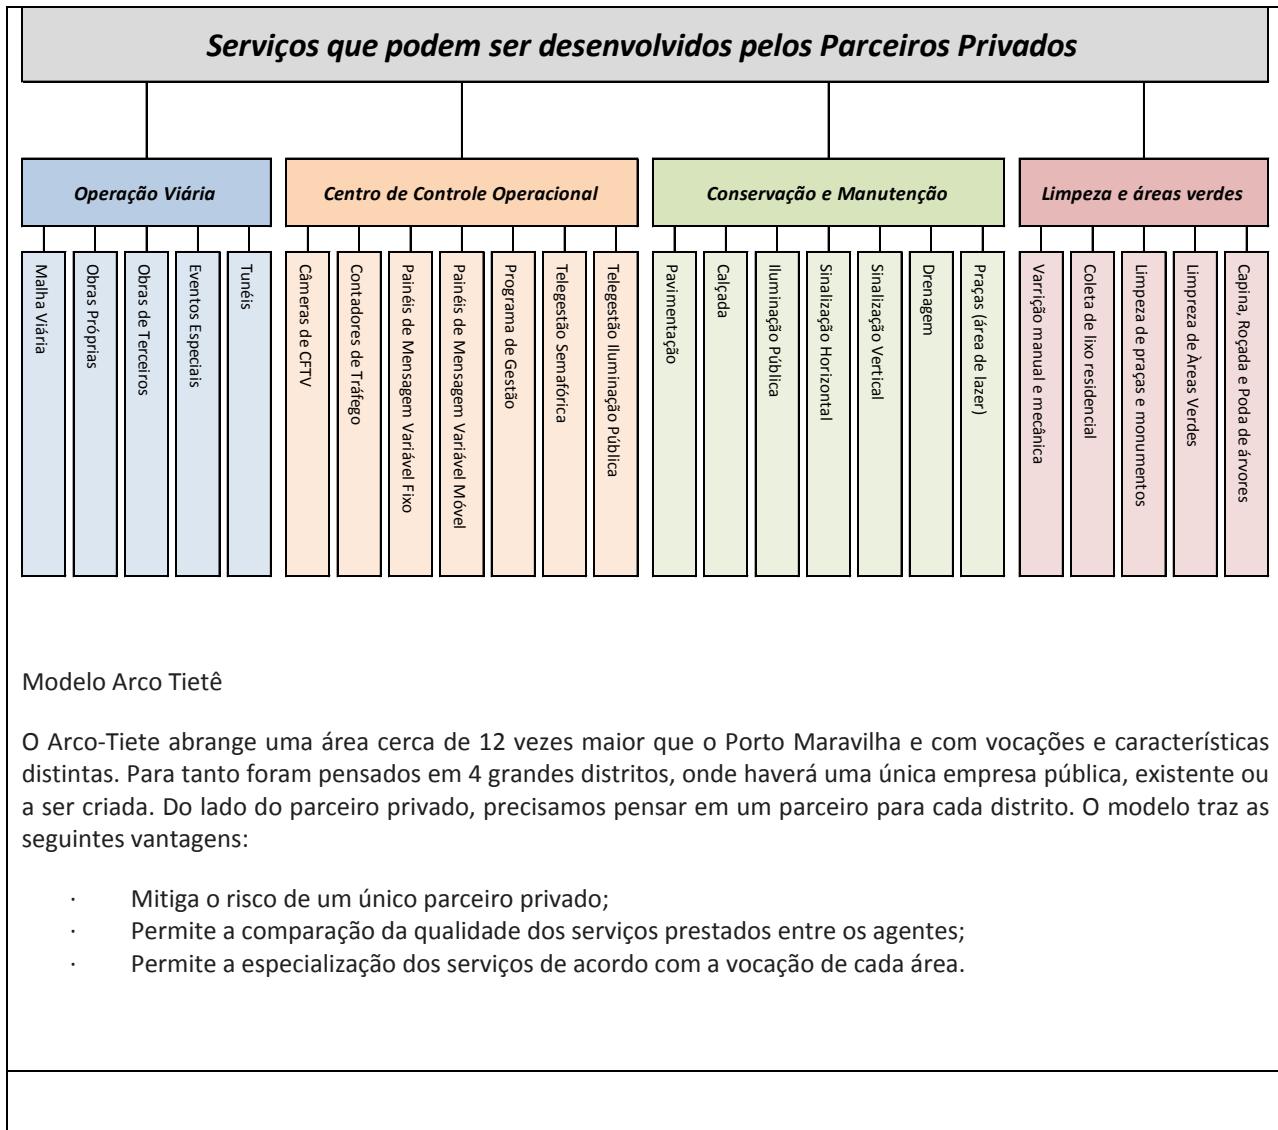 Serviços que podem ser desenvolvidos pelos Parceiros Privados
Operação Viária
Centro de Controle Operacional
Conservação e Manutenção
Limpeza e áreas verdes
Malha Viária
Obras Próprias
Obras de Terceiros
Eventos Especiais
Tunéis
Câmeras de CFTV
Contadores de Tráfego
Painéis de Mensagem Variável Fixo
Painéis de Mensagem Variável Móvel
Programa de Gestão
Telegestão Semafórica
Telegestão Iluminação Pública
Pavimentação
Calçada
Iluminação Pública
Sinalização Horizontal
Sinalização Vertical
Drenagem
Praças (área de lazer)
Varrição manual e mecânica
Coleta de lixo residencial
Limpeza de praças e monumentos
Limpreza de Àreas Verdes
Capina, Roçada e Poda de árvores
Modelo Arco Tietê
O Arco-Tiete abrange uma área cerca de 12 vezes maior que o Porto Maravilha e com vocações e características
distintas. Para tanto foram pensados em 4 grandes distritos, onde haverá uma única empresa pública, existente ou
a ser criada. Do lado do parceiro privado, precisamos pensar em um parceiro para cada distrito. O modelo traz as
seguintes vantagens:
· Mitiga o risco de um único parceiro privado;
· Permite a comparação da qualidade dos serviços prestados entre os agentes;
· Permite a especialização dos serviços de acordo com a vocação de cada área.